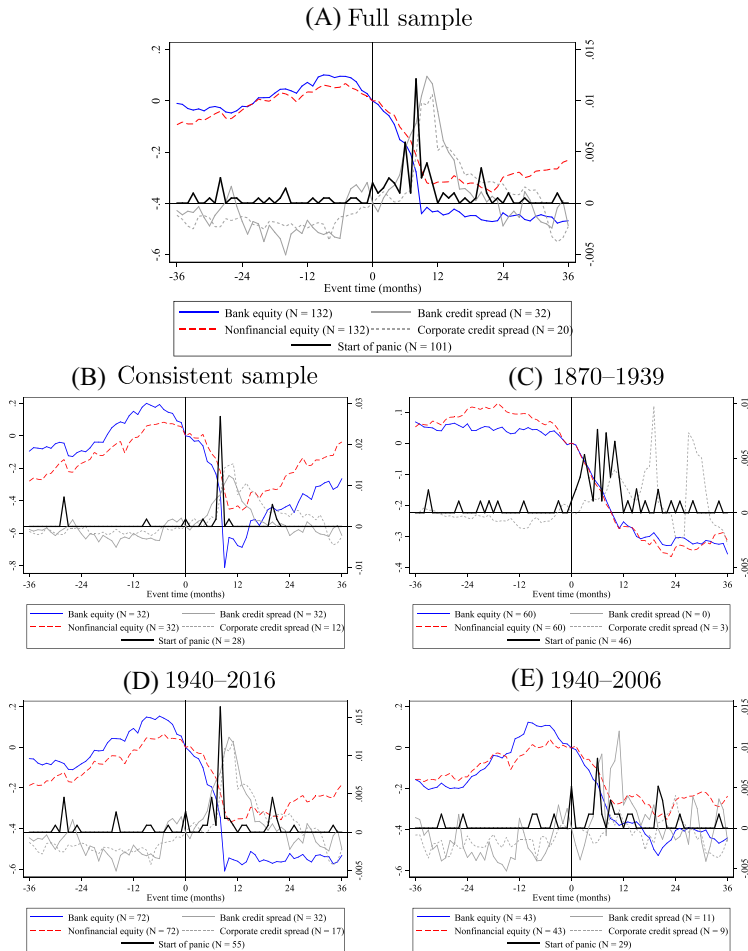 (A) Full sample
.2
0
-.2
-.4
-.6
.015
.01
.005
0
-.005
-36 -24 -12 0 12 24 36
Event time (months)
Bank equity (N = 132) Bank credit spread (N = 32)
Nonfinancial equity (N = 132) Corporate credit spread (N = 20)
Start of panic (N = 101)
(B) Consistent sample
.2
0
-.2
-.4
-.6
-.8
.03
.02
.01
0
-.01
-36 -24 -12 0 12 24 36
Event time (months)
Bank equity (N = 32) Bank credit spread (N = 32)
Nonfinancial equity (N = 32) Corporate credit spread (N = 12)
Start of panic (N = 28)
(C) 1870–1939
.1
0
-.1
-.2
-.3
-.4
.01
.005
0
-.005
-36 -24 -12 0 12 24 36
Event time (months)
Bank equity (N = 60) Bank credit spread (N = 0)
Nonfinancial equity (N = 60) Corporate credit spread (N = 3)
Start of panic (N = 46)
(D) 1940–2016
.2
0
-.2
-.4
-.6
.015
.01
.005
0
-.005
-36 -24 -12 0 12 24 36
Event time (months)
Bank equity (N = 72) Bank credit spread (N = 32)
Nonfinancial equity (N = 72) Corporate credit spread (N = 17)
Start of panic (N = 55)
(E) 1940–2006
.2
0
-.2
-.4
-.6
.015
.01
.005
0
-.005
-36 -24 -12 0 12 24 36
Event time (months)
Bank equity (N = 43) Bank credit spread (N = 11)
Nonfinancial equity (N = 43) Corporate credit spread (N = 9)
Start of panic (N = 29)